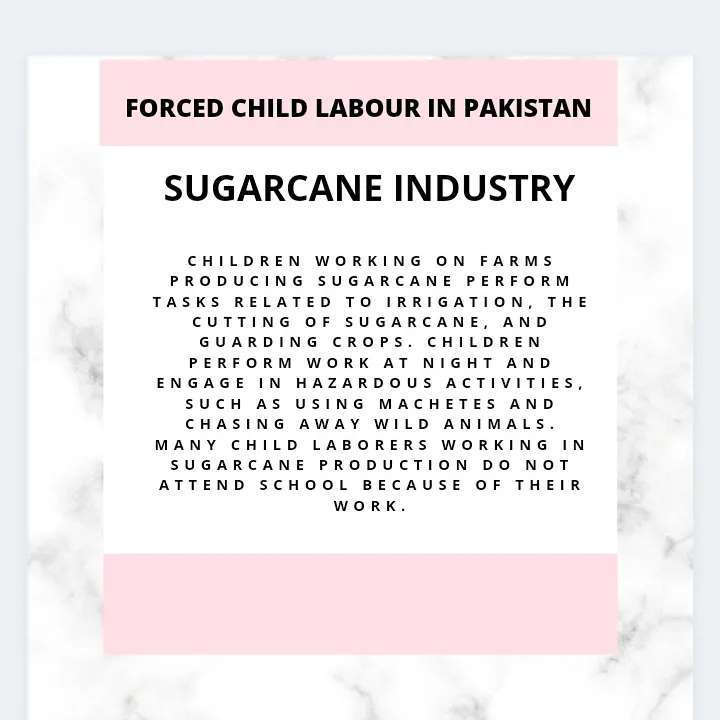 FORCED CHILD LABOUR IN PAKISTAN
SUGARCANE INDUSTRY
CHILDREN WORKING ON FARMS
PRODUCING SUGARCANE PERFORM
TASKS RELATED TO IRRIGATION, THE
CUTTING OF SUGARCANE, AND
GUARDING CROPS. CHILDREN
PERFORM WORK AT NIGHT AND
ENGAGE IN HAZARDOUS ACTIVITIES,
SUCH AS USING MACHETES AND
CHASING AWAY WILD ANIMALS.
MANY CHILD LABORERS WORKING IN
SUGARCANE PRODUCTION DO NOT
ATTEND SCHOOL BECAUSE OF THEIR
WORK.